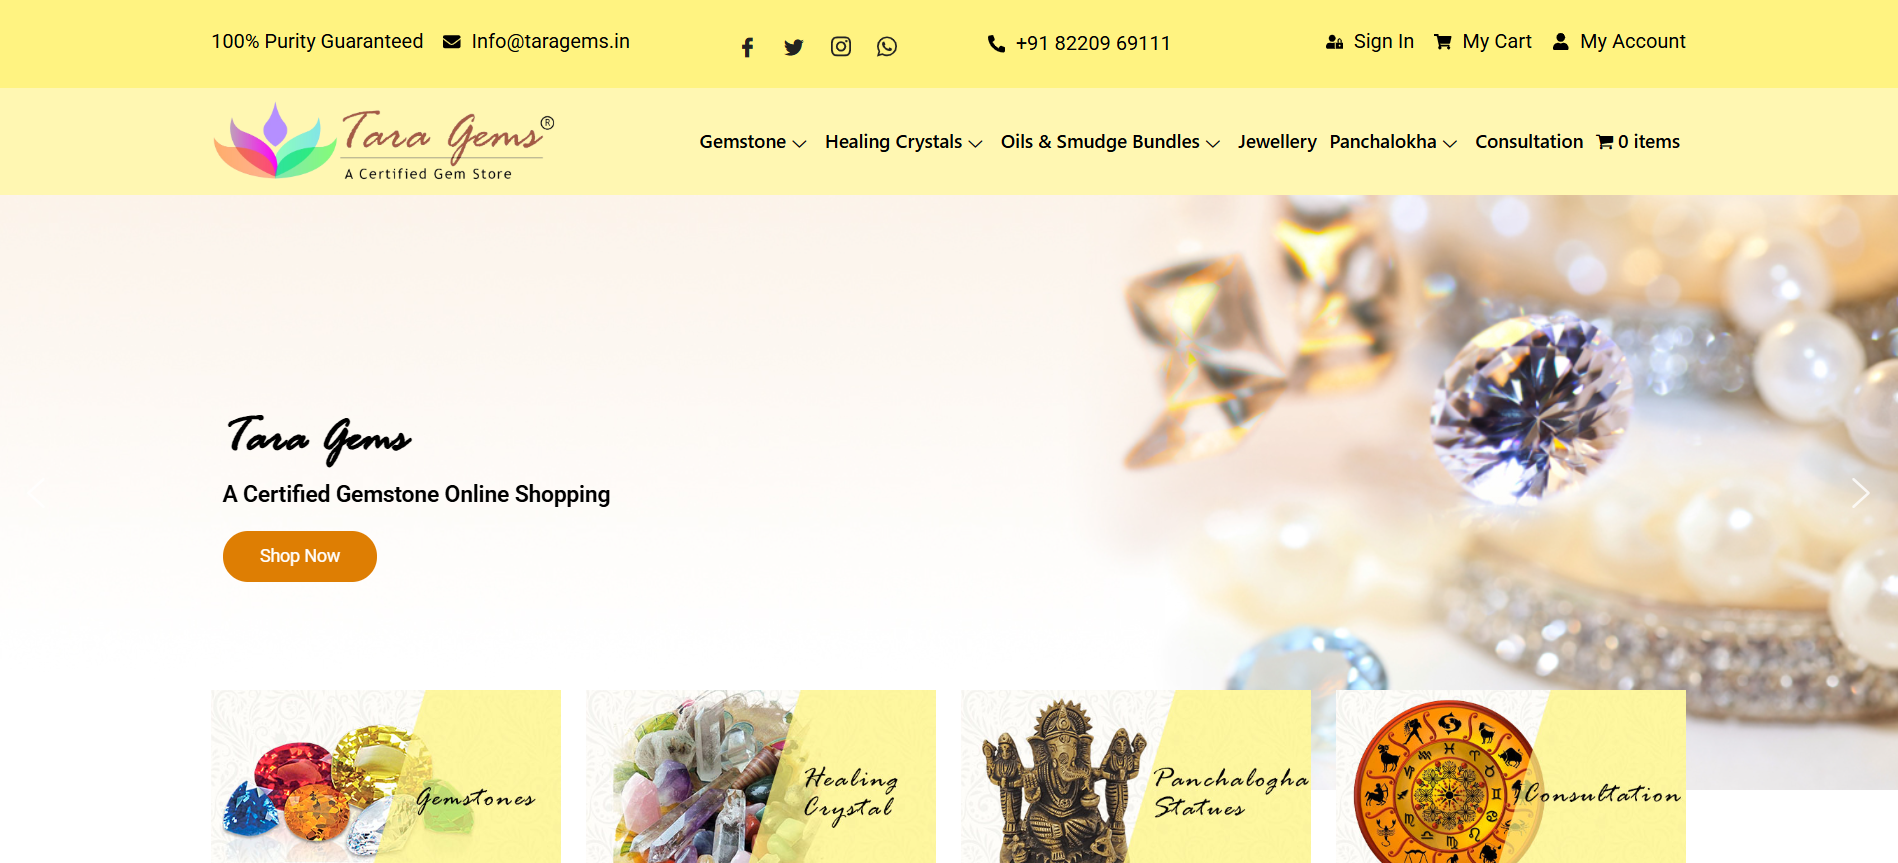 100% Purity Guaranteed Info@taragems.in +91 82209 69111 Sign In My Cart My Account
Tara Gems®
A Certified Gem Store
Gemstone Healing Crystals Oils & Smudge Bundles Jewellery Panchalokha Consultation 0 items
Tara Gems
A Certified Gemstone Online Shopping
Shop Now
Gemstones
Healing
Crystal
Panchalogha
Statues
Consultation